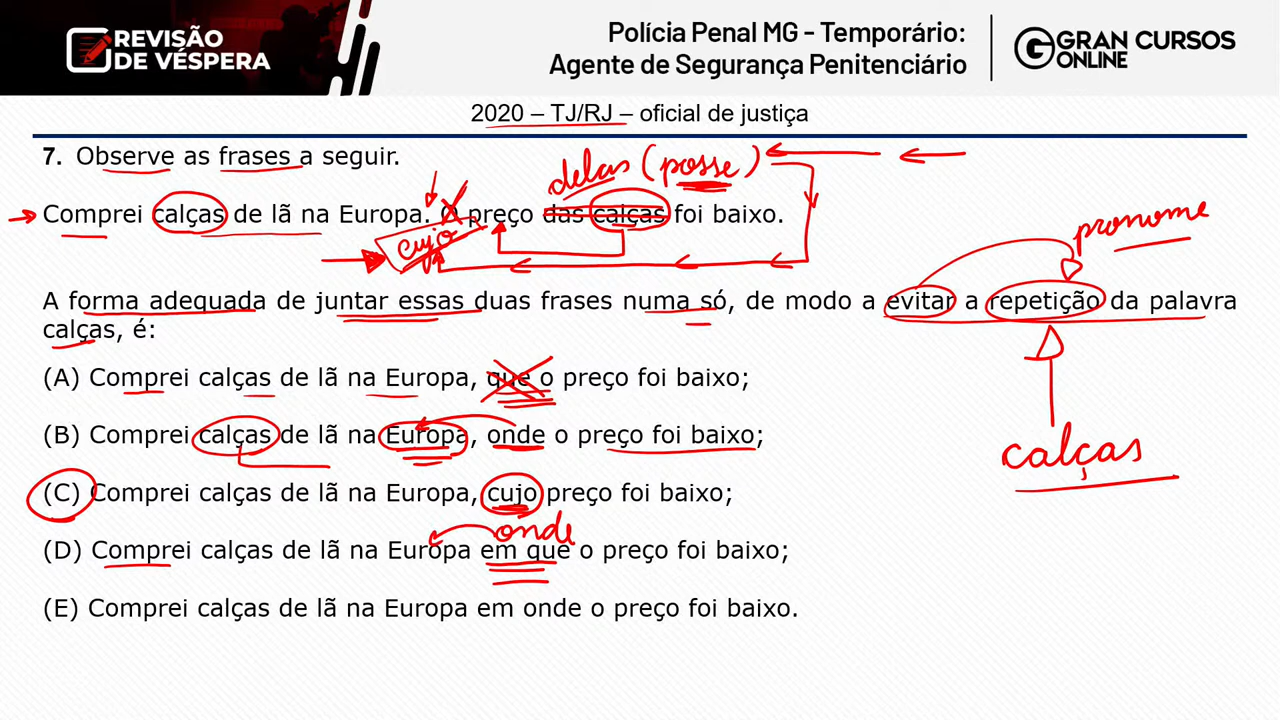 REVISÃO
DE VÉSPERA
Polícia Penal MG - Temporário:
Agente de Segurança Penitenciário
GRAN CURSOS
ONLINE
2020 – TJ/RJ – oficial de justiça
7. Observe as frases a seguir.
delas (posse)
Comprei calças de lã na Europa. O preço das calças foi baixo.
pronome
cujo
A forma adequada de juntar essas duas frases numa só, de modo a evitar a repetição da palavra
calças, é:
(A) Comprei calças de lã na Europa, que o preço foi baixo;
(B) Comprei calças de lã na Europa, onde o preço foi baixo;
calças
(C) Comprei calças de lã na Europa, cujo preço foi baixo;
onde
(D) Comprei calças de lã na Europa em que o preço foi baixo;
(E) Comprei calças de lã na Europa em onde o preço foi baixo.